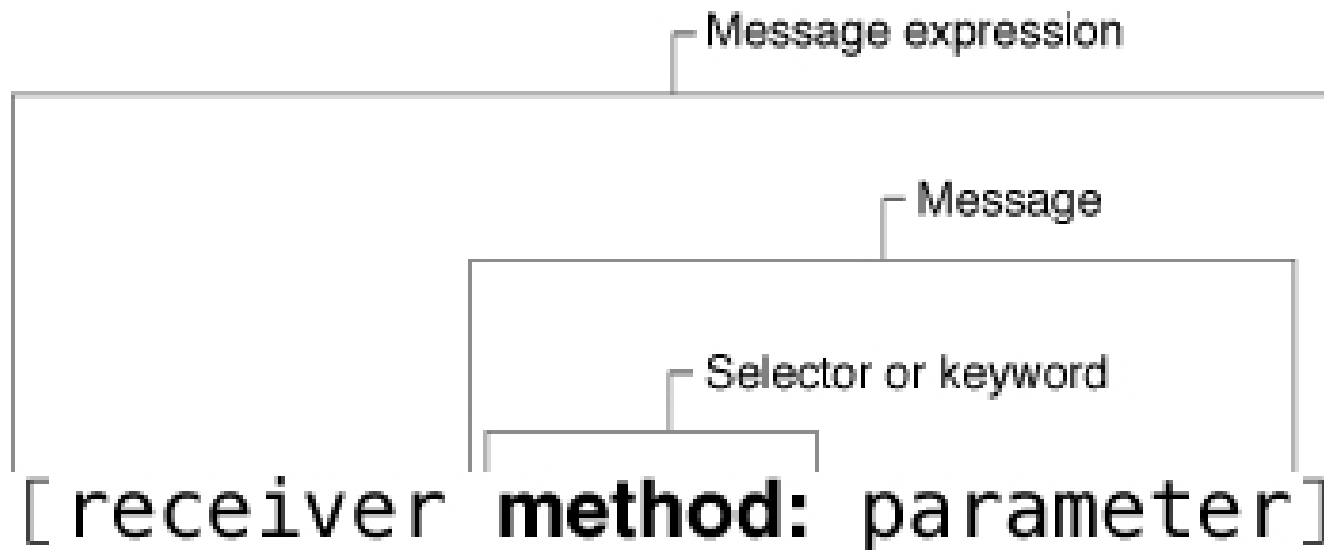 Message expression
Message
Selector or keyword
[receiver method: parameter]